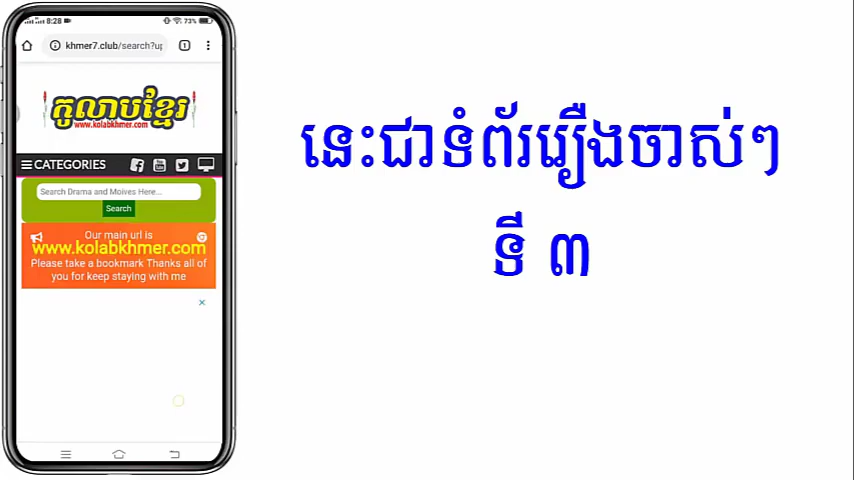 8:28
73%
khmer7.club/search?up
1
កូលាបខ្មែរ
www.kolabkhmer.com
CATEGORIES
Search Drama and Moives Here...
Search
Our main url is
www.kolabkhmer.com
Please take a bookmark Thanks all of
you for keep staying with me
នេះជាទំព័ររឿងចាស់ៗ
ទី ៣